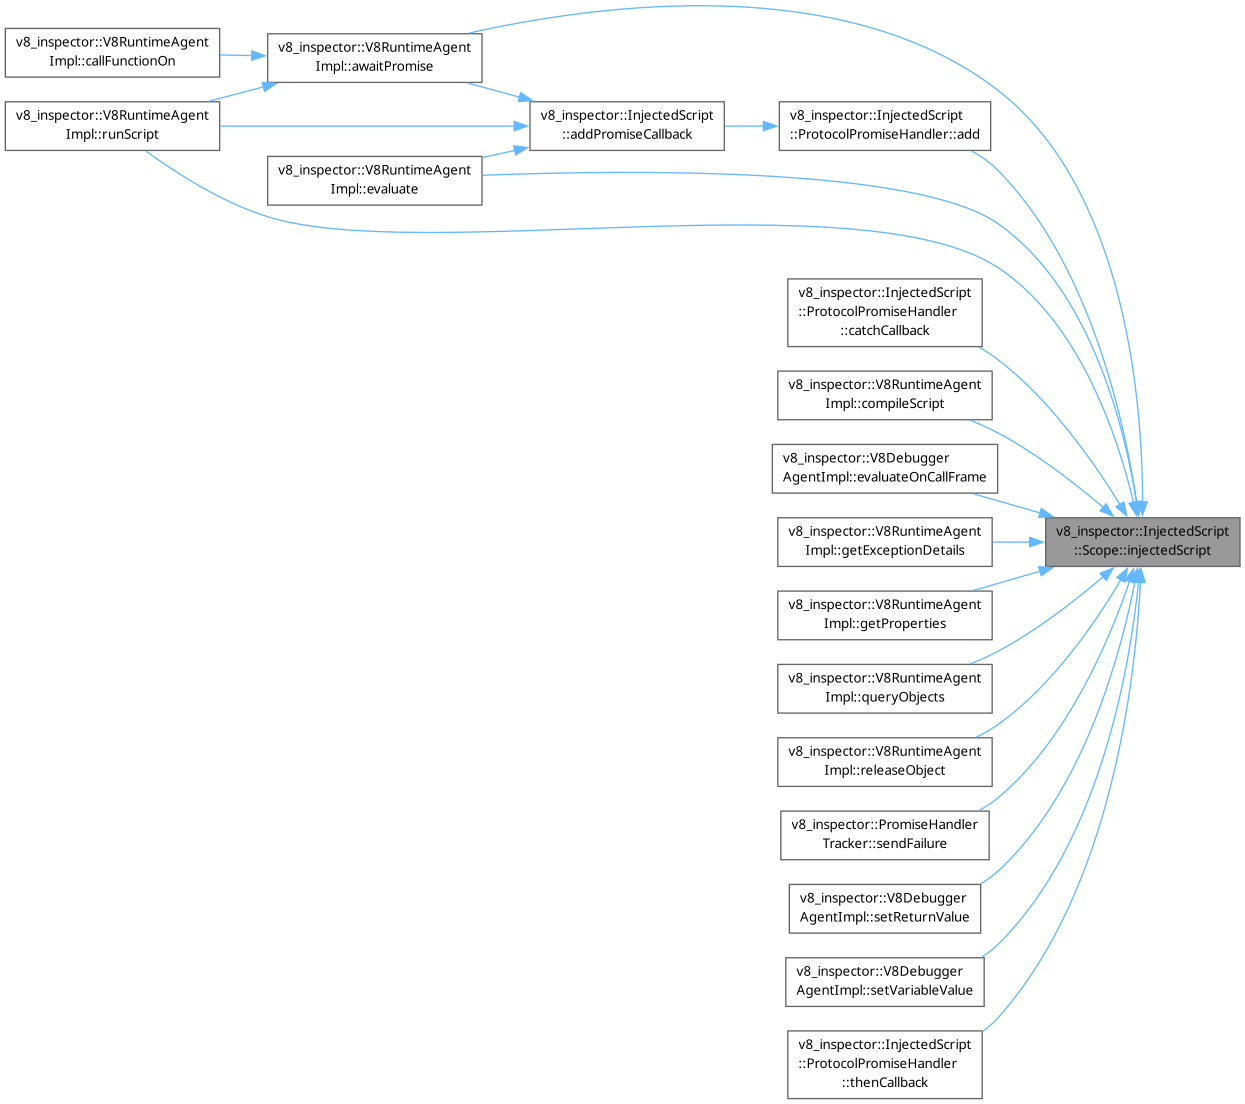 v8_inspector::V8RuntimeAgent
Impl::callFunctionOn
v8_inspector::V8RuntimeAgent
Impl::runScript
v8_inspector::V8RuntimeAgent
Impl::awaitPromise
v8_inspector::V8RuntimeAgent
Impl::evaluate
v8_inspector::InjectedScript
::addPromiseCallback
v8_inspector::InjectedScript
::ProtocolPromiseHandler::add
v8_inspector::InjectedScript
::ProtocolPromiseHandler
::catchCallback
v8_inspector::V8RuntimeAgent
Impl::compileScript
v8_inspector::V8Debugger
AgentImpl::evaluateOnCallFrame
v8_inspector::V8RuntimeAgent
Impl::getExceptionDetails
v8_inspector::V8RuntimeAgent
Impl::getProperties
v8_inspector::V8RuntimeAgent
Impl::queryObjects
v8_inspector::V8RuntimeAgent
Impl::releaseObject
v8_inspector::PromiseHandler
Tracker::sendFailure
v8_inspector::V8Debugger
AgentImpl::setReturnValue
v8_inspector::V8Debugger
AgentImpl::setVariableValue
v8_inspector::InjectedScript
::ProtocolPromiseHandler
::thenCallback
v8_inspector::InjectedScript
::Scope::injectedScript